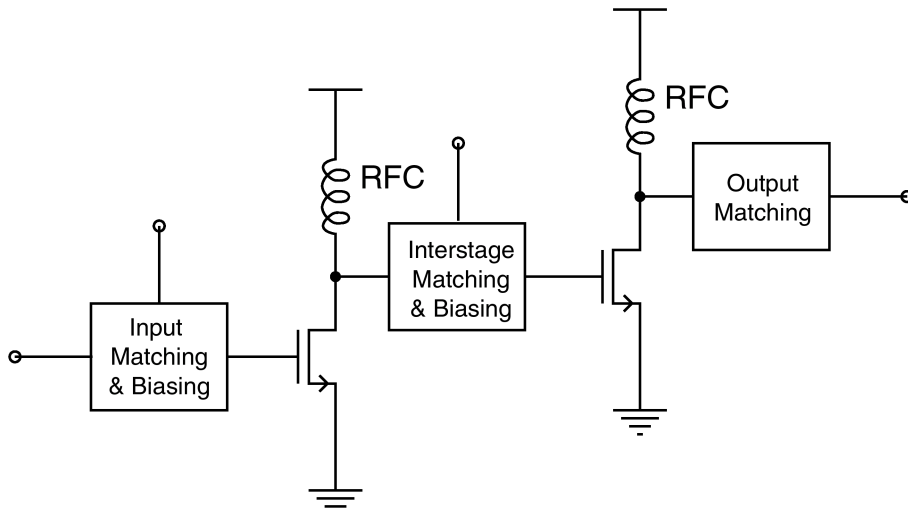 RFC
RFC
Input
Matching
& Biasing
Interstage
Matching
& Biasing
Output
Matching